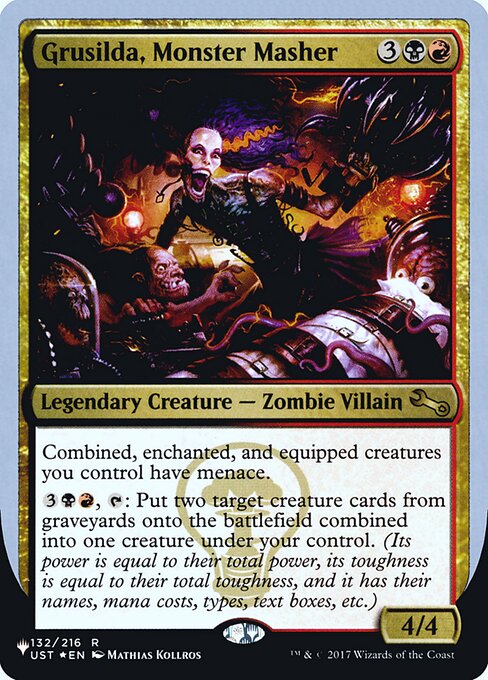 Grusilda, Monster Masher 3
Legendary Creature — Zombie Villain
Combined, enchanted, and equipped creatures
you control have menace.
3, : Put two target creature cards from
graveyards onto the battlefield combined
into one creature under your control. (Its
power is equal to their total power, its toughness
is equal to their total toughness, and it has their
names, mana costs, types, text boxes, etc.)
4/4
132/216 R
UST ★ EN Mathias Kollros
™ & © 2017 Wizards of the Coast